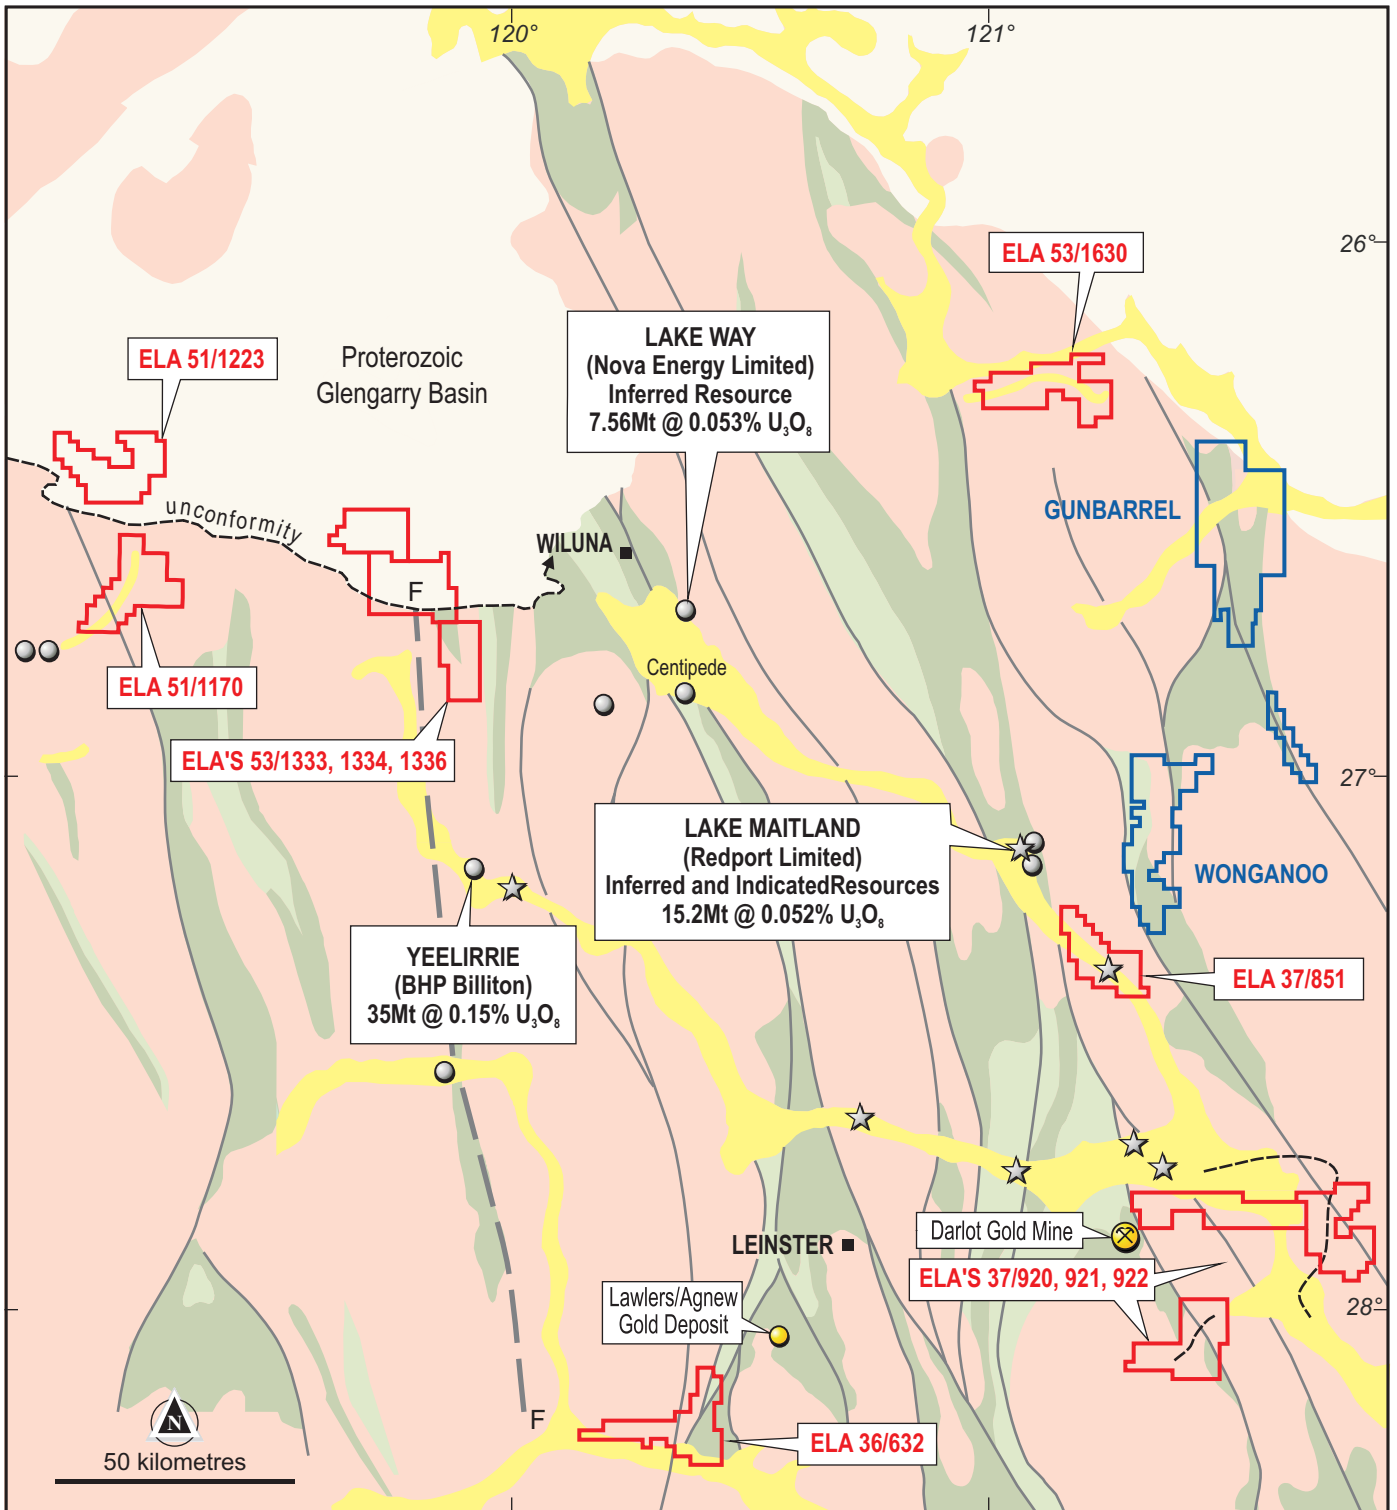 120°
121°
26°
ELA 53/1630
LAKE WAY
(Nova Energy Limited)
Inferred Resource
7.56Mt @ 0.053% U₃O₈
ELA 51/1223
Proterozoic
Glengarry Basin
unconformity
GUNBARREL
WILUNA
F
Centipede
ELA 51/1170
ELA'S 53/1333, 1334, 1336
27°
LAKE MAITLAND
(Redport Limited)
Inferred and IndicatedResources
15.2Mt @ 0.052% U₃O₈
WONGANOO
YEELIRRIE
(BHP Billiton)
35Mt @ 0.15% U₃O₈
ELA 37/851
Darlot Gold Mine
LEINSTER
ELA'S 37/920, 921, 922
Lawlers/Agnew
Gold Deposit
28°
F
N
ELA 36/632
50 kilometres